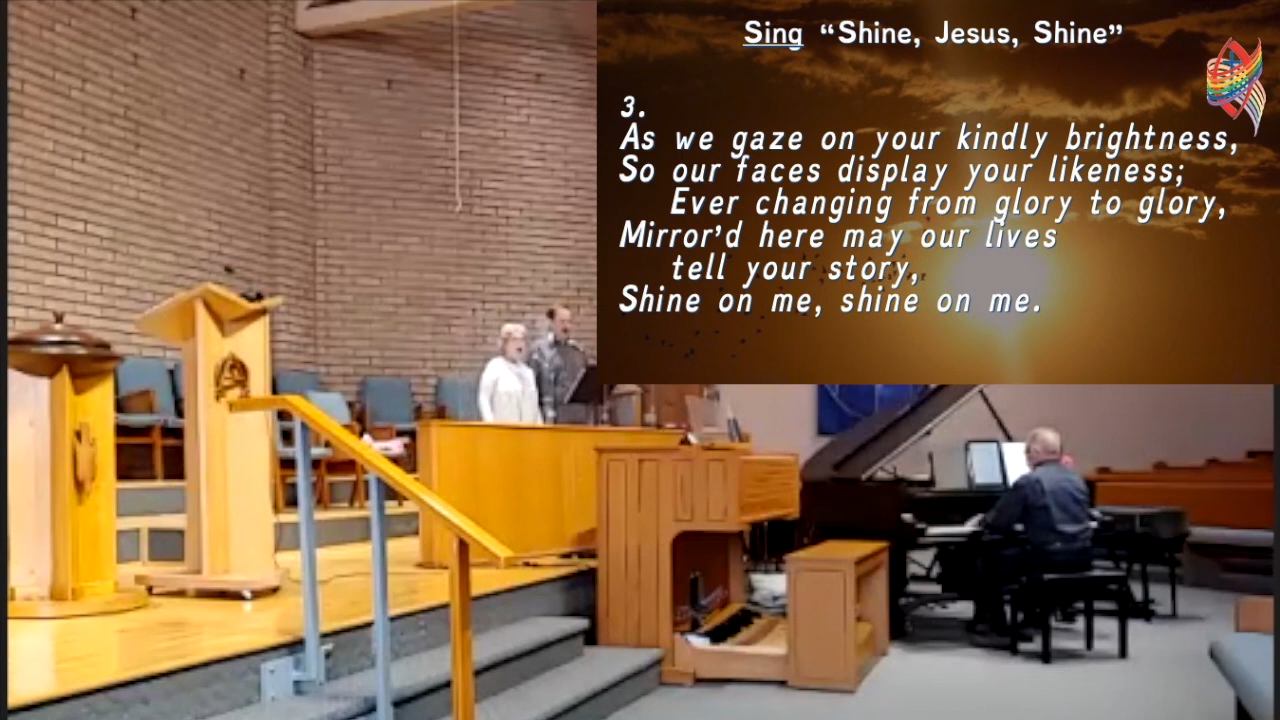 Sing “Shine, Jesus, Shine”
3.
As we gaze on your kindly brightness,
So our faces display your likeness;
Ever changing from glory to glory,
Mirror’d here may our lives
tell your story,
Shine on me, shine on me.